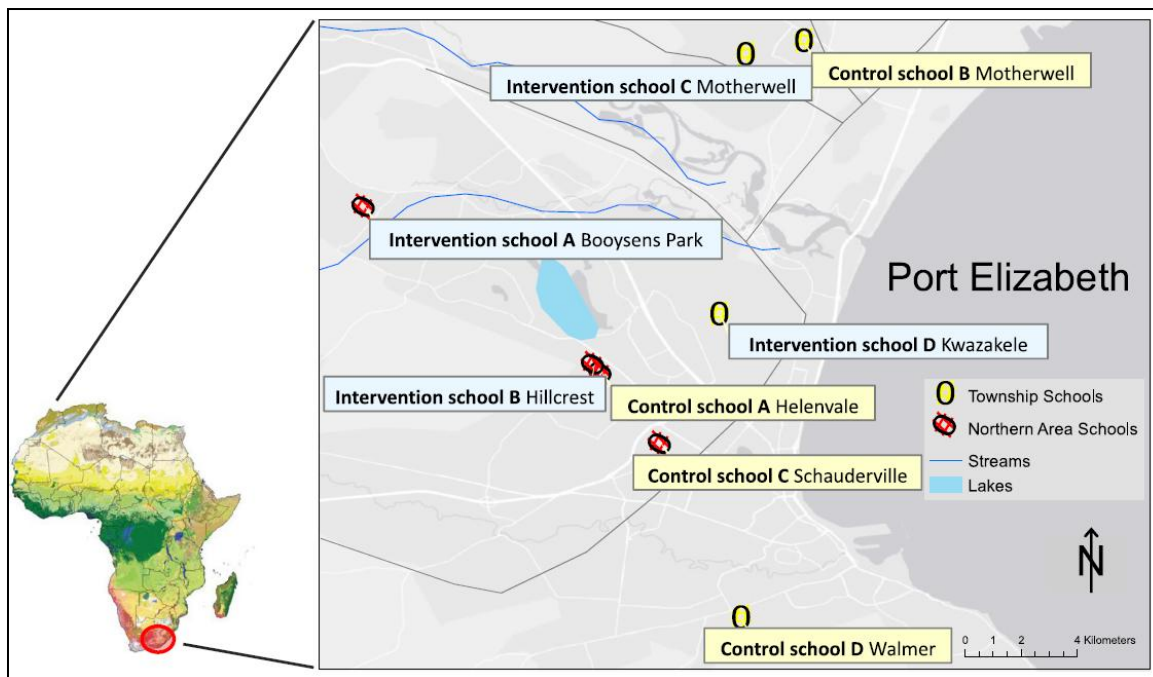 Control school B Motherwell
Intervention school C Motherwell
Intervention school A Booysens Park
Port Elizabeth
Intervention school D Kwazakele
Intervention school B Hillcrest
Control school A Helenvale
Control school C Schauderville
Township Schools
Northern Area Schools
Streams
Lakes
N
Control school D Walmer
0 1 2 4 Kilometers